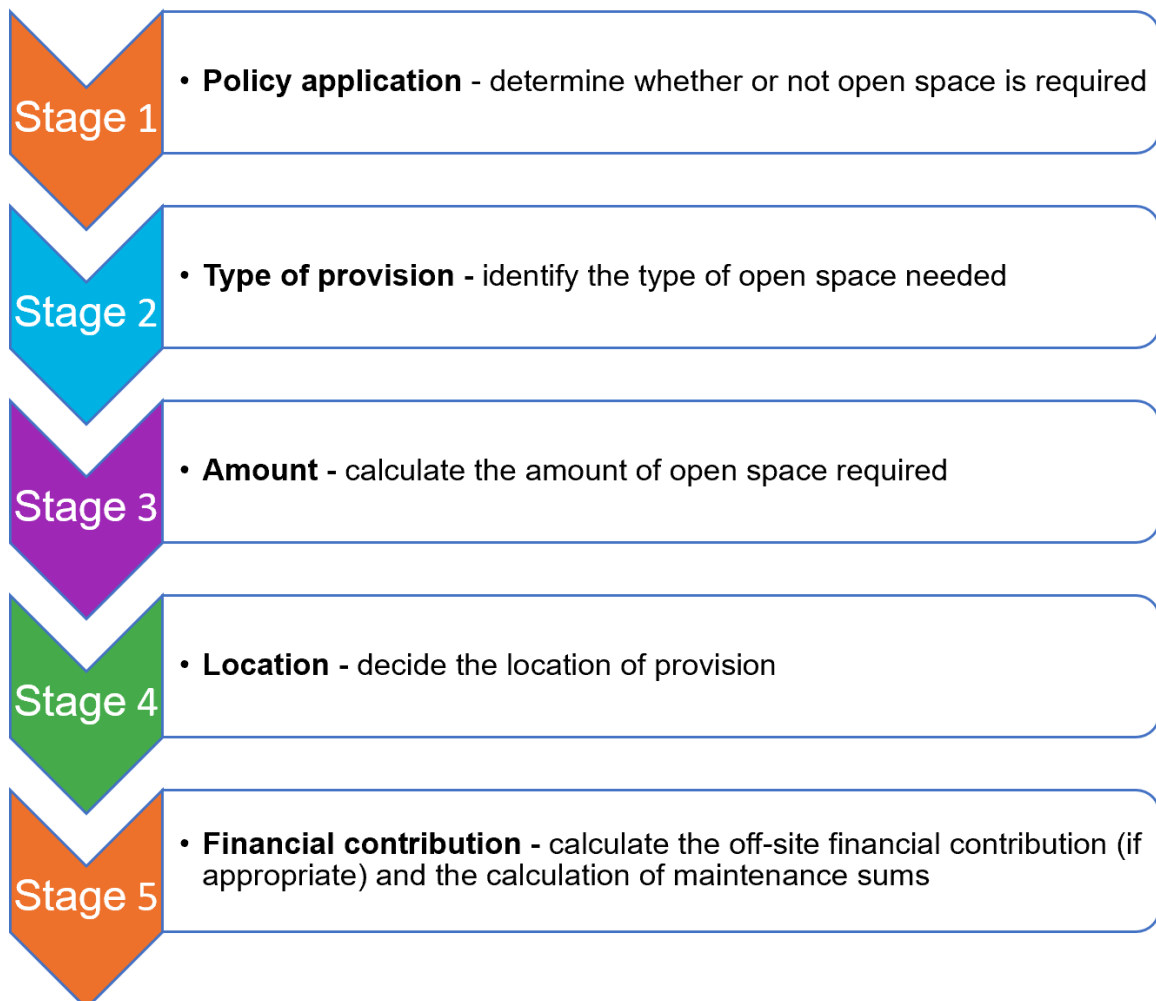 Stage 1
• Policy application - determine whether or not open space is required
Stage 2
• Type of provision - identify the type of open space needed
Stage 3
• Amount - calculate the amount of open space required
Stage 4
• Location - decide the location of provision
Stage 5
• Financial contribution - calculate the off-site financial contribution (if
appropriate) and the calculation of maintenance sums